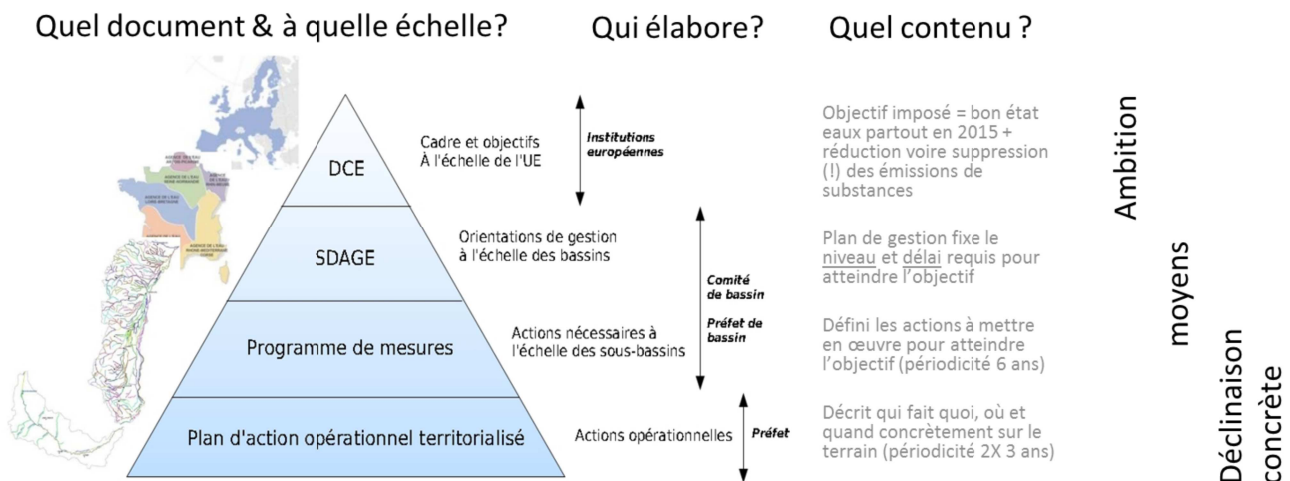 Quel document & à quelle échelle?
Qui élabore?
Quel contenu ?
DCE
Cadre et objectifs
À l'échelle de l'UE
Institutions
européennes
Objectif imposé = bon état
eaux partout en 2015 +
réduction voire suppression
(!) des émissions de
substances
Ambition
SDAGE
Orientations de gestion
à l'échelle des bassins
Comité
de bassin
Préfet de
bassin
Plan de gestion fixe le
niveau et délai requis pour
atteindre l'objectif
moyens
Programme de mesures
Actions nécessaires à
l'échelle des sous-bassins
Défini les actions à mettre
en œuvre pour atteindre
l'objectif (périodicité 6 ans)
Plan d'action opérationnel territorialisé
Actions opérationnelles
Préfet
Décrit qui fait quoi, où et
quand concrètement sur le
terrain (périodicité 2X 3 ans)
Déclinaison
concrète